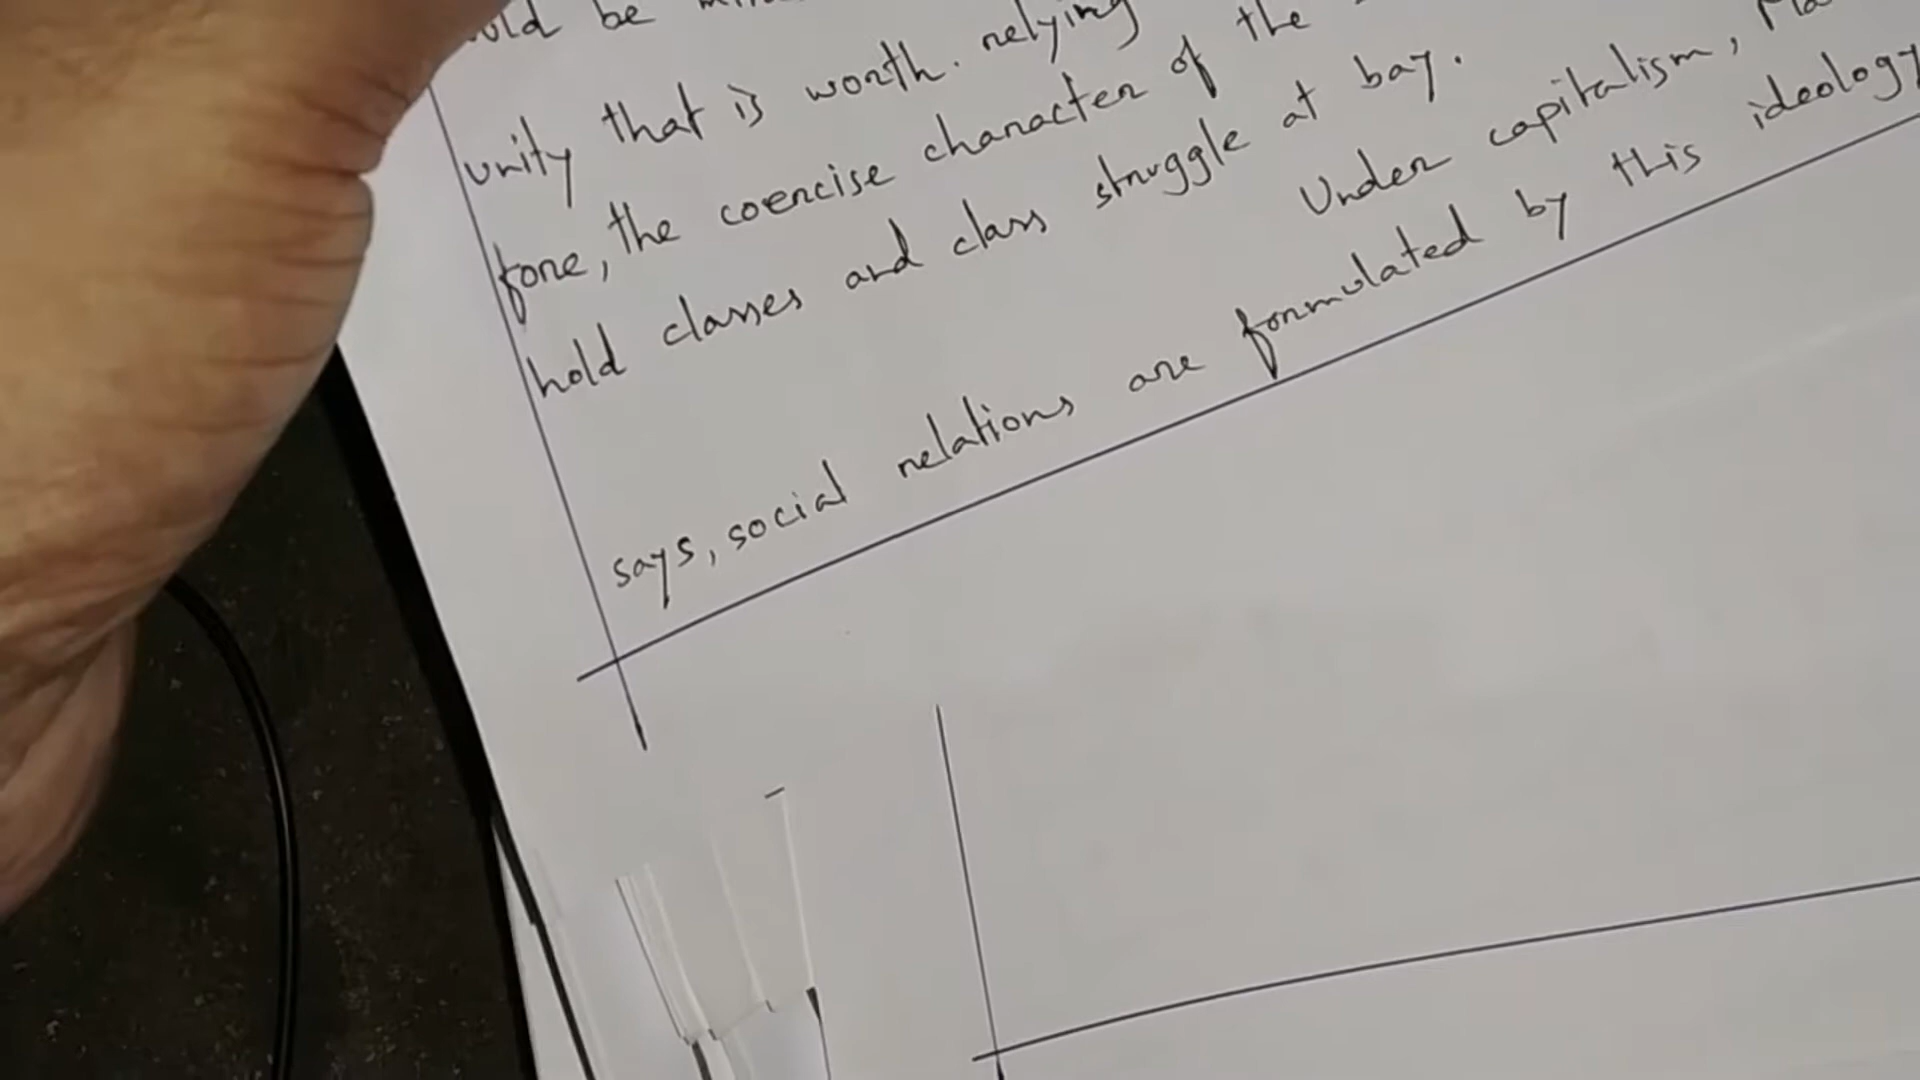 be
unity that is worth. relying
fore, the coercise character of the
hold classes and class struggle at bay.
Under capitalism,
says, social relations are formulated by this ideology